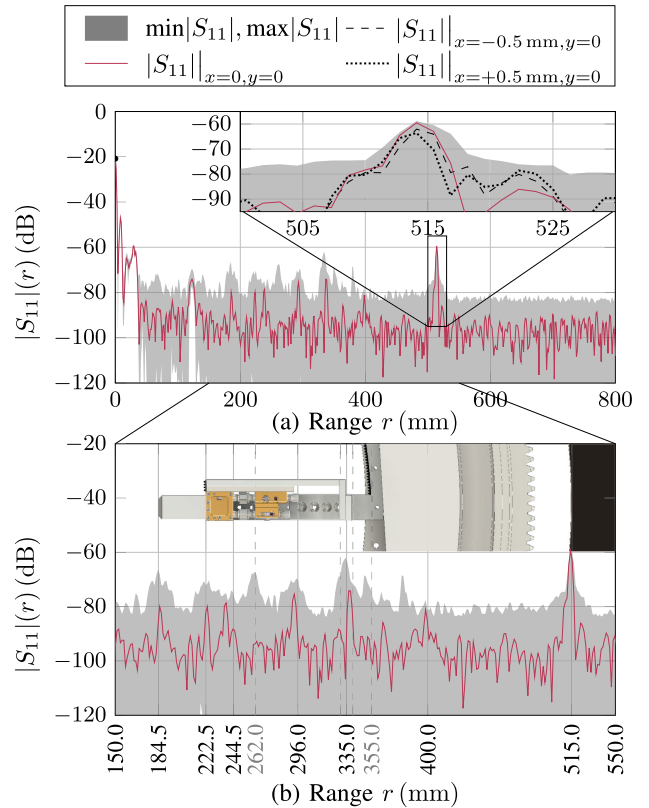 min|S₁₁|, max|S₁₁| |S₁₁||ₓ₌₋₀.₅ ₘₘ,y=0
|S₁₁||x=0,y=0 |S₁₁||x=+0.5 mm,y=0
|S₁₁|(r) (dB)
0
−20
−40
−60
−80
−100
−120
−60
−70
−80
−90
505 515 525
0 200 400 600 800
(a) Range r (mm)
|S₁₁|(r) (dB)
−20
−40
−60
−80
−100
−120
150.0 184.5 222.5 244.5 262.0 296.0 335.0 355.0 400.0 515.0 550.0
(b) Range r (mm)